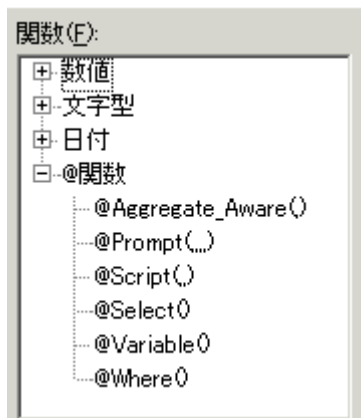 関数(F):
数値
文字型
日付
@関数
@Aggregate_Aware()
@Prompt(,,,)
@Script(,)
@Select()
@Variable()
@Where()